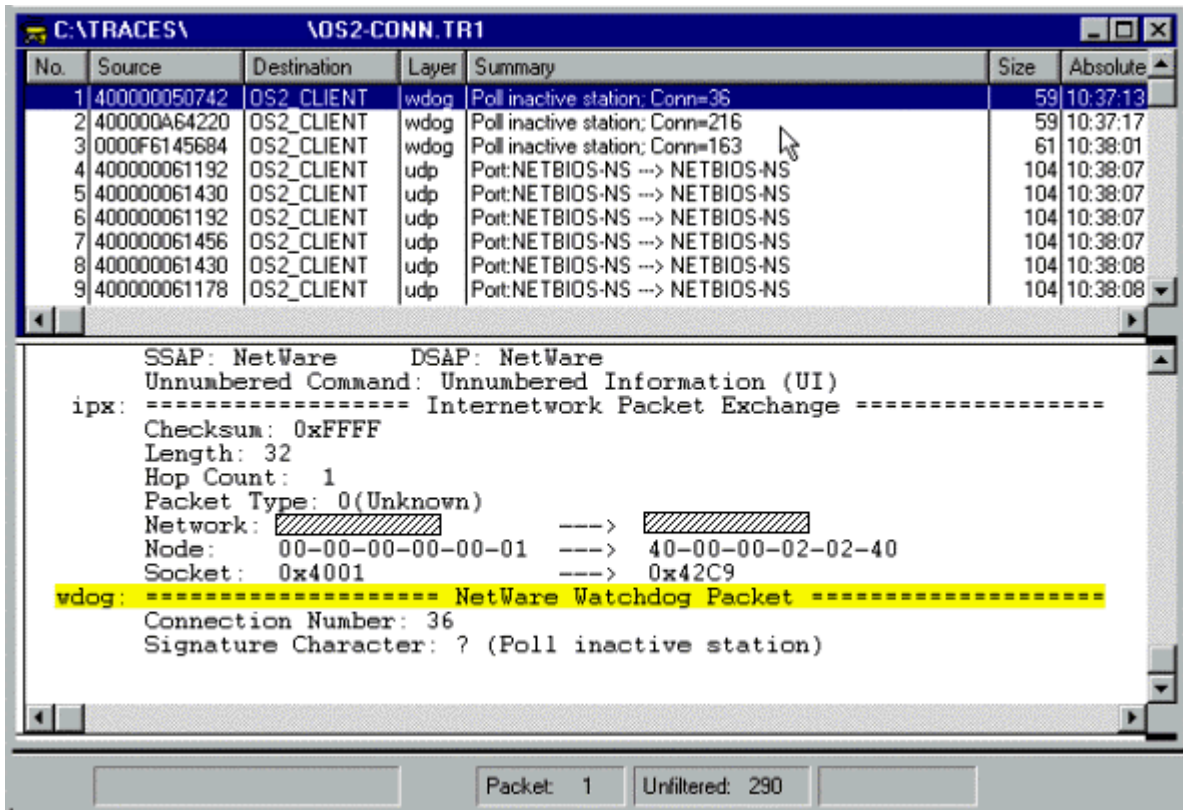 C:\TRACES\ \OS2-CONN.TR1
No. Source Destination Layer Summary Size Absolute
1 400000050742 OS2_CLIENT wdog Poll inactive station; Conn=36 59 10:37:13
2 400000A64220 OS2_CLIENT wdog Poll inactive station; Conn=216 59 10:37:17
3 0000F6145684 OS2_CLIENT wdog Poll inactive station; Conn=163 61 10:38:01
4 400000061192 OS2_CLIENT udp Port:NETBIOS-NS ---> NETBIOS-NS 104 10:38:07
5 400000061430 OS2_CLIENT udp Port:NETBIOS-NS ---> NETBIOS-NS 104 10:38:07
6 400000061192 OS2_CLIENT udp Port:NETBIOS-NS ---> NETBIOS-NS 104 10:38:07
7 400000061456 OS2_CLIENT udp Port:NETBIOS-NS ---> NETBIOS-NS 104 10:38:07
8 400000061430 OS2_CLIENT udp Port:NETBIOS-NS ---> NETBIOS-NS 104 10:38:08
9 400000061178 OS2_CLIENT udp Port:NETBIOS-NS ---> NETBIOS-NS 104 10:38:08
SSAP: NetWare DSAP: NetWare
Unnumbered Command: Unnumbered Information (UI)
ipx: ================== Internetwork Packet Exchange =================
Checksum: 0xFFFF
Length: 32
Hop Count: 1
Packet Type: 0(Unknown)
Network: --->
Node: 00-00-00-00-00-01 ---> 40-00-00-02-02-40
Socket: 0x4001 ---> 0x42C9
wdog: ==================== NetWare Watchdog Packet ====================
Connection Number: 36
Signature Character: ? (Poll inactive station)
Packet: 1 Unfiltered: 290